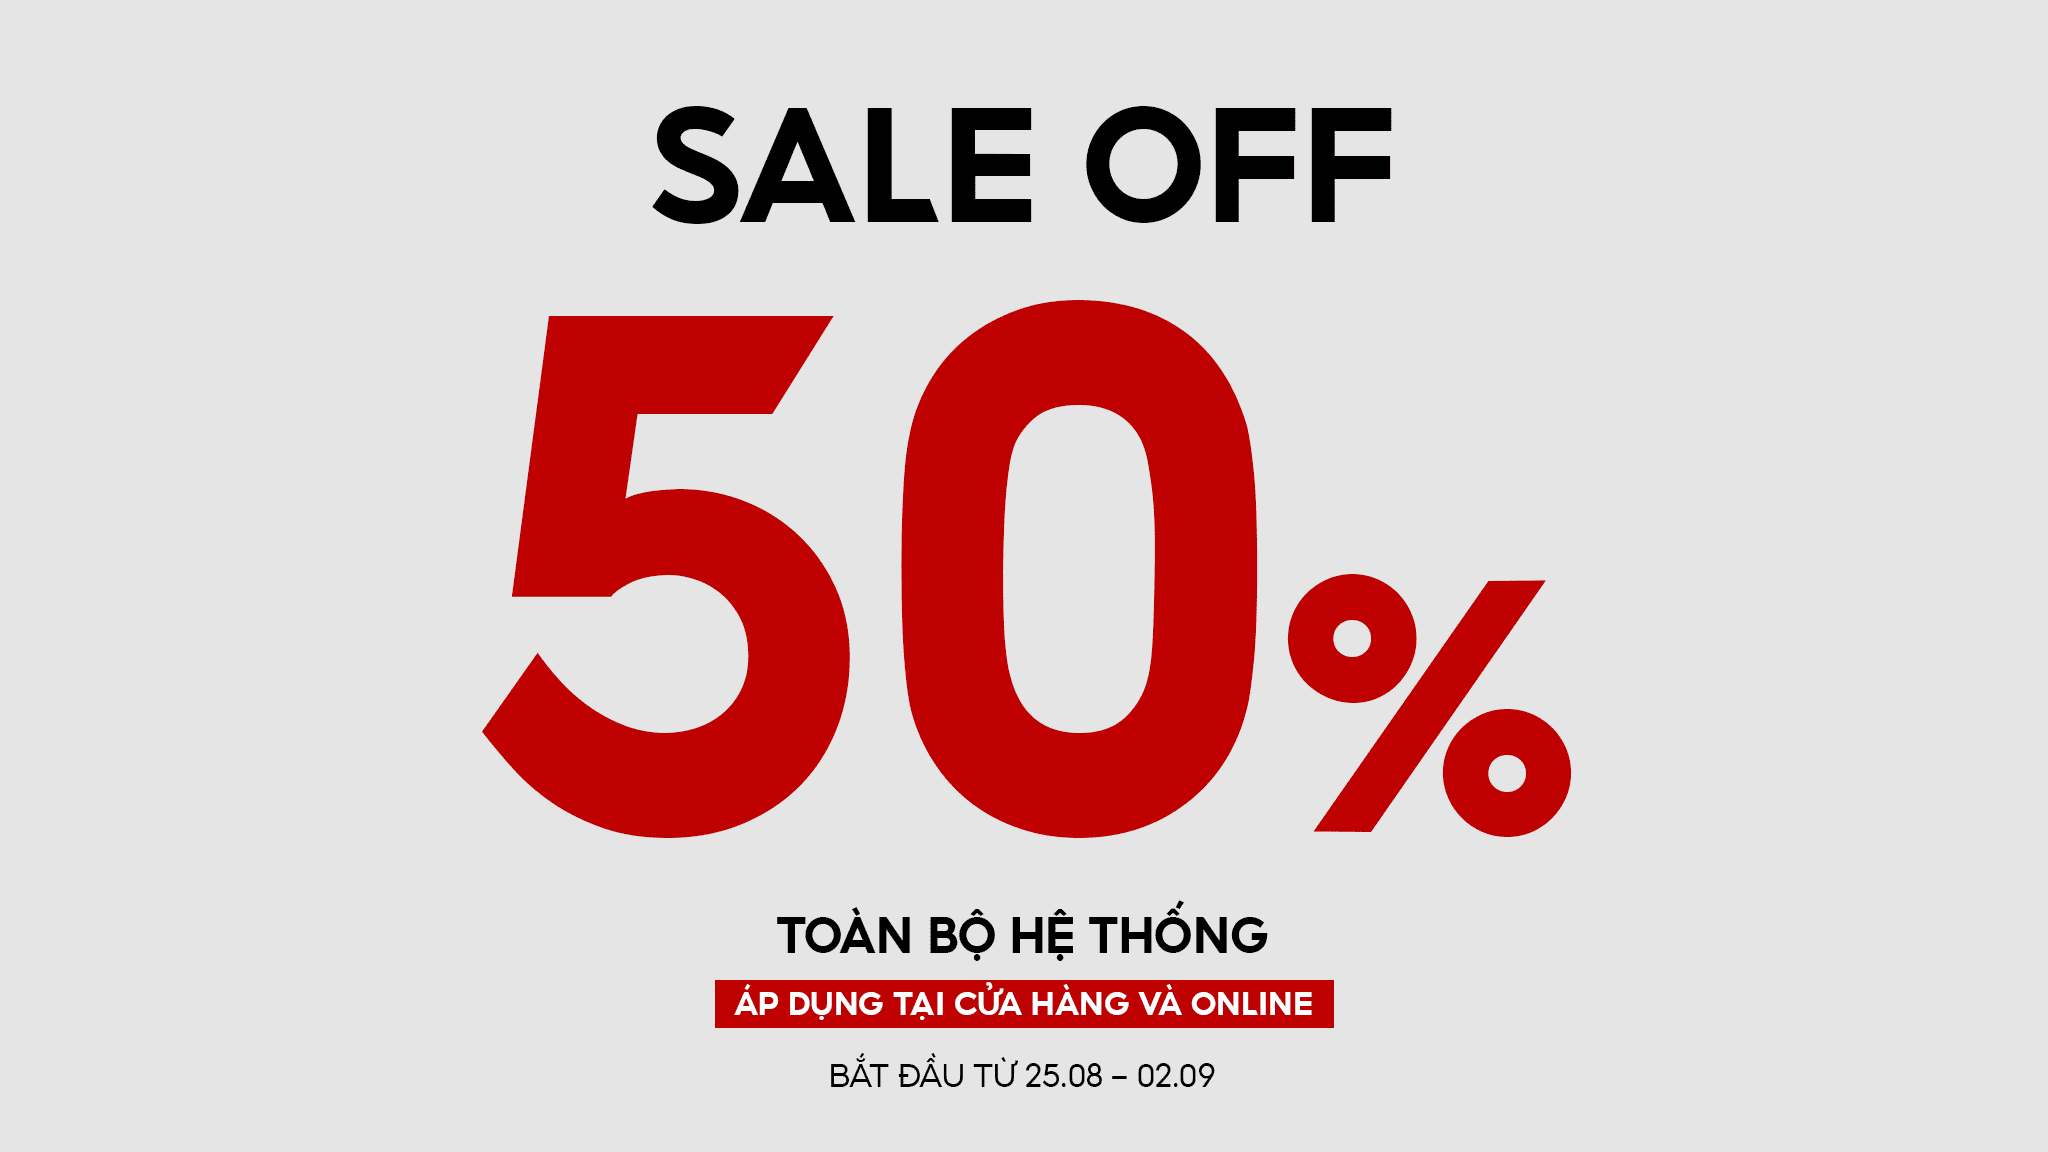 SALE OFF
50%
TOÀN BỘ HỆ THỐNG
ÁP DỤNG TẠI CỬA HÀNG VÀ ONLINE
BẮT ĐẦU TỪ 25.08 – 02.09